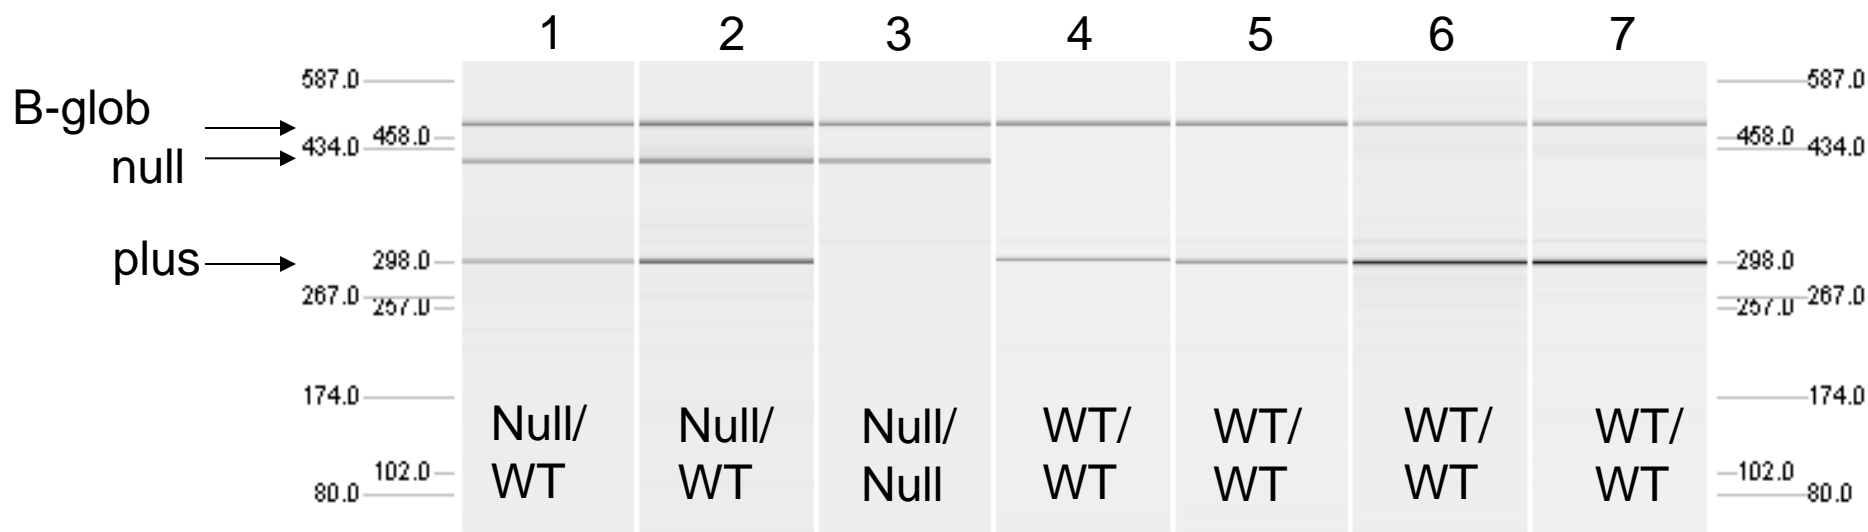 1 2 3 4 5 6 7
587.0 587.0
B-glob
458.0 458.0
434.0 434.0
null
plus
298.0 298.0
267.0 267.0
257.0 257.0
174.0 174.0
Null/ Null/ Null/ WT/ WT/ WT/ WT/
WT WT Null WT WT WT WT
102.0 102.0
80.0 80.0